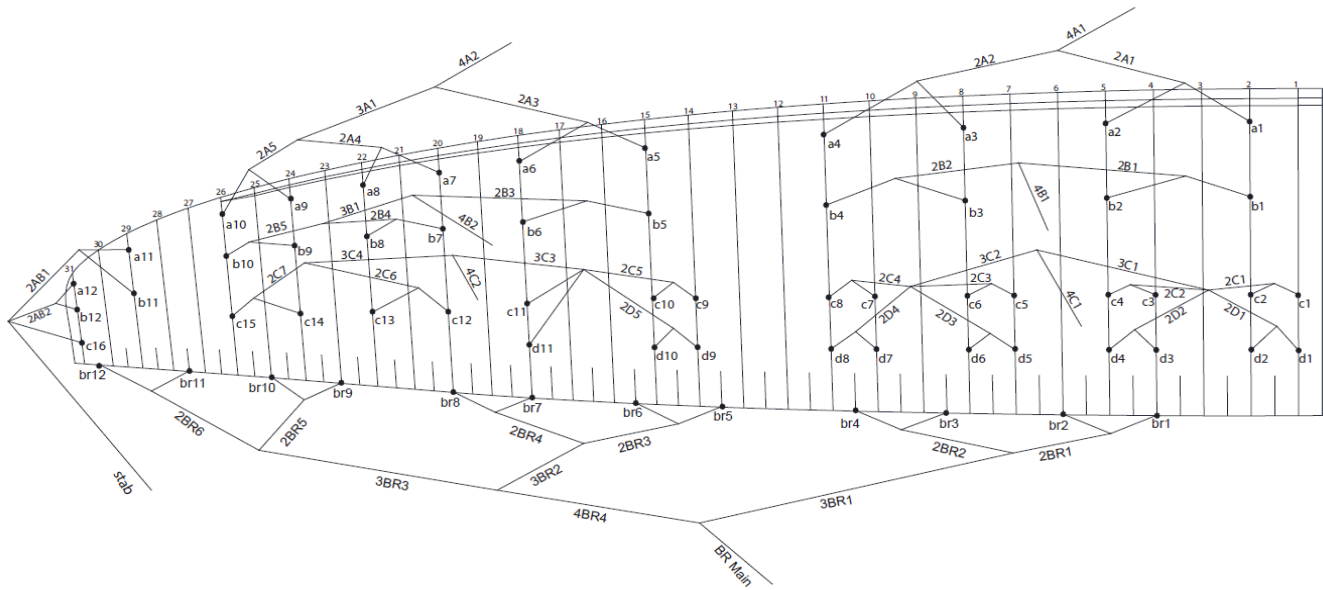 4A1
4A2
2A2
2A1
2A3
3A1
2A4
2A5
1
2
3
4
5
6
7
8
9
10
11
12
13
14
15
16
17
18
19
20
21
22
23
24
25
26
27
28
29
30
31
a1
a2
a3
a4
a5
a6
a7
a8
a9
a10
a11
a12
2B2
2B1
4B1
2B3
3B1
2B4
4B2
2B5
b1
b2
b3
b4
b5
b6
b7
b8
b9
b10
b11
b12
2AB1
2AB2
3C4
2C7
2C6
4C2
3C3
2C5
2D5
3C2
3C1
2C4
2C3
4C1
2C2
2C1
2D4
2D3
2D2
2D1
c1
c2
c3
c4
c5
c6
c7
c8
c9
c10
c11
c12
c13
c14
c15
c16
d1
d2
d3
d4
d5
d6
d7
d8
d9
d10
d11
br12
br11
br10
br9
br8
br7
br6
br5
br4
br3
br2
br1
2BR6
2BR5
2BR4
2BR3
2BR2
2BR1
3BR2
3BR3
3BR1
4BR4
stab
BR Main